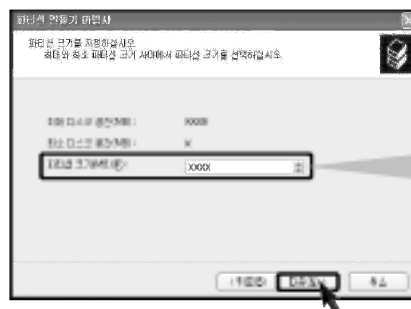 파티션 만들기 마법사
파티션 크기를 지정하십시오.
최대와 최소 파티션 크기 사이에서 파티션 크기를 선택하십시오.
최대 디스크 공간(MB): XXXX
최소 디스크 공간(MB): X
파티션 크기(MB)(S): XXXX
취소